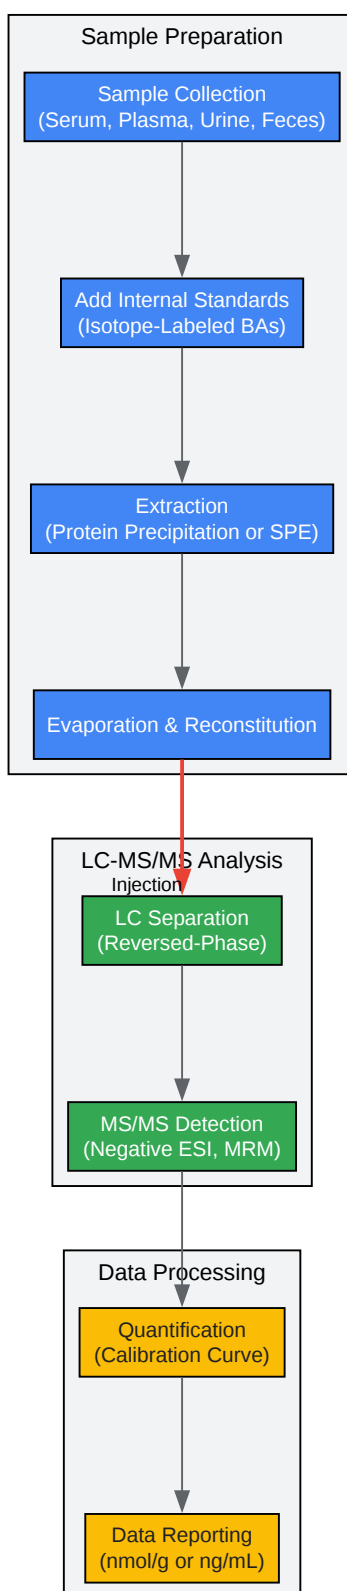 Sample Preparation
Sample Collection
(Serum, Plasma, Urine, Feces)
Add Internal Standards
(Isotope-Labeled BAs)
Extraction
(Protein Precipitation or SPE)
Evaporation & Reconstitution
LC-MS/MS Analysis
Injection
LC Separation
(Reversed-Phase)
MS/MS Detection
(Negative ESI, MRM)
Data Processing
Quantification
(Calibration Curve)
Data Reporting
(nmol/g or ng/mL)